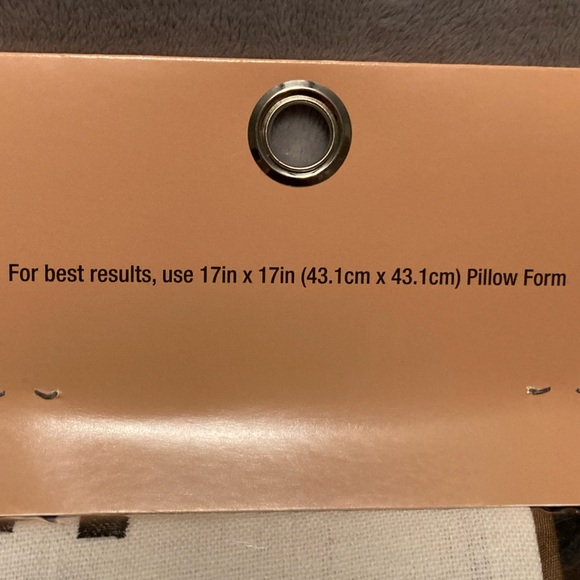 For best results, use 17in x 17in (43.1cm x 43.1cm) Pillow Form